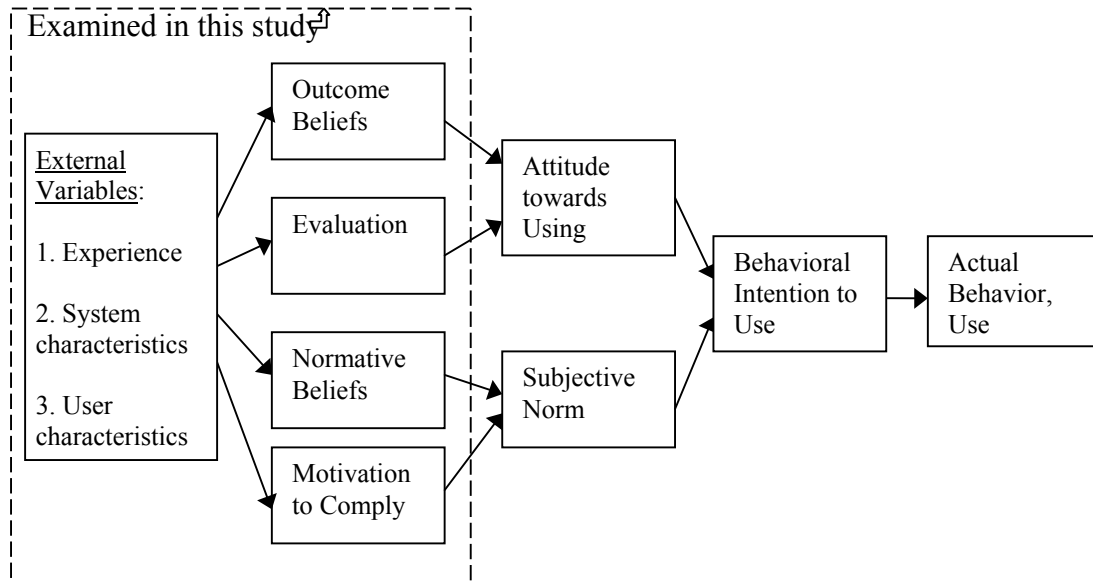 Examined in this study
Outcome
Beliefs
External
Variables:
1. Experience
2. System
characteristics
3. User
characteristics
Evaluation
Normative
Beliefs
Motivation
to Comply
Attitude
towards
Using
Subjective
Norm
Behavioral
Intention to
Use
Actual
Behavior,
Use